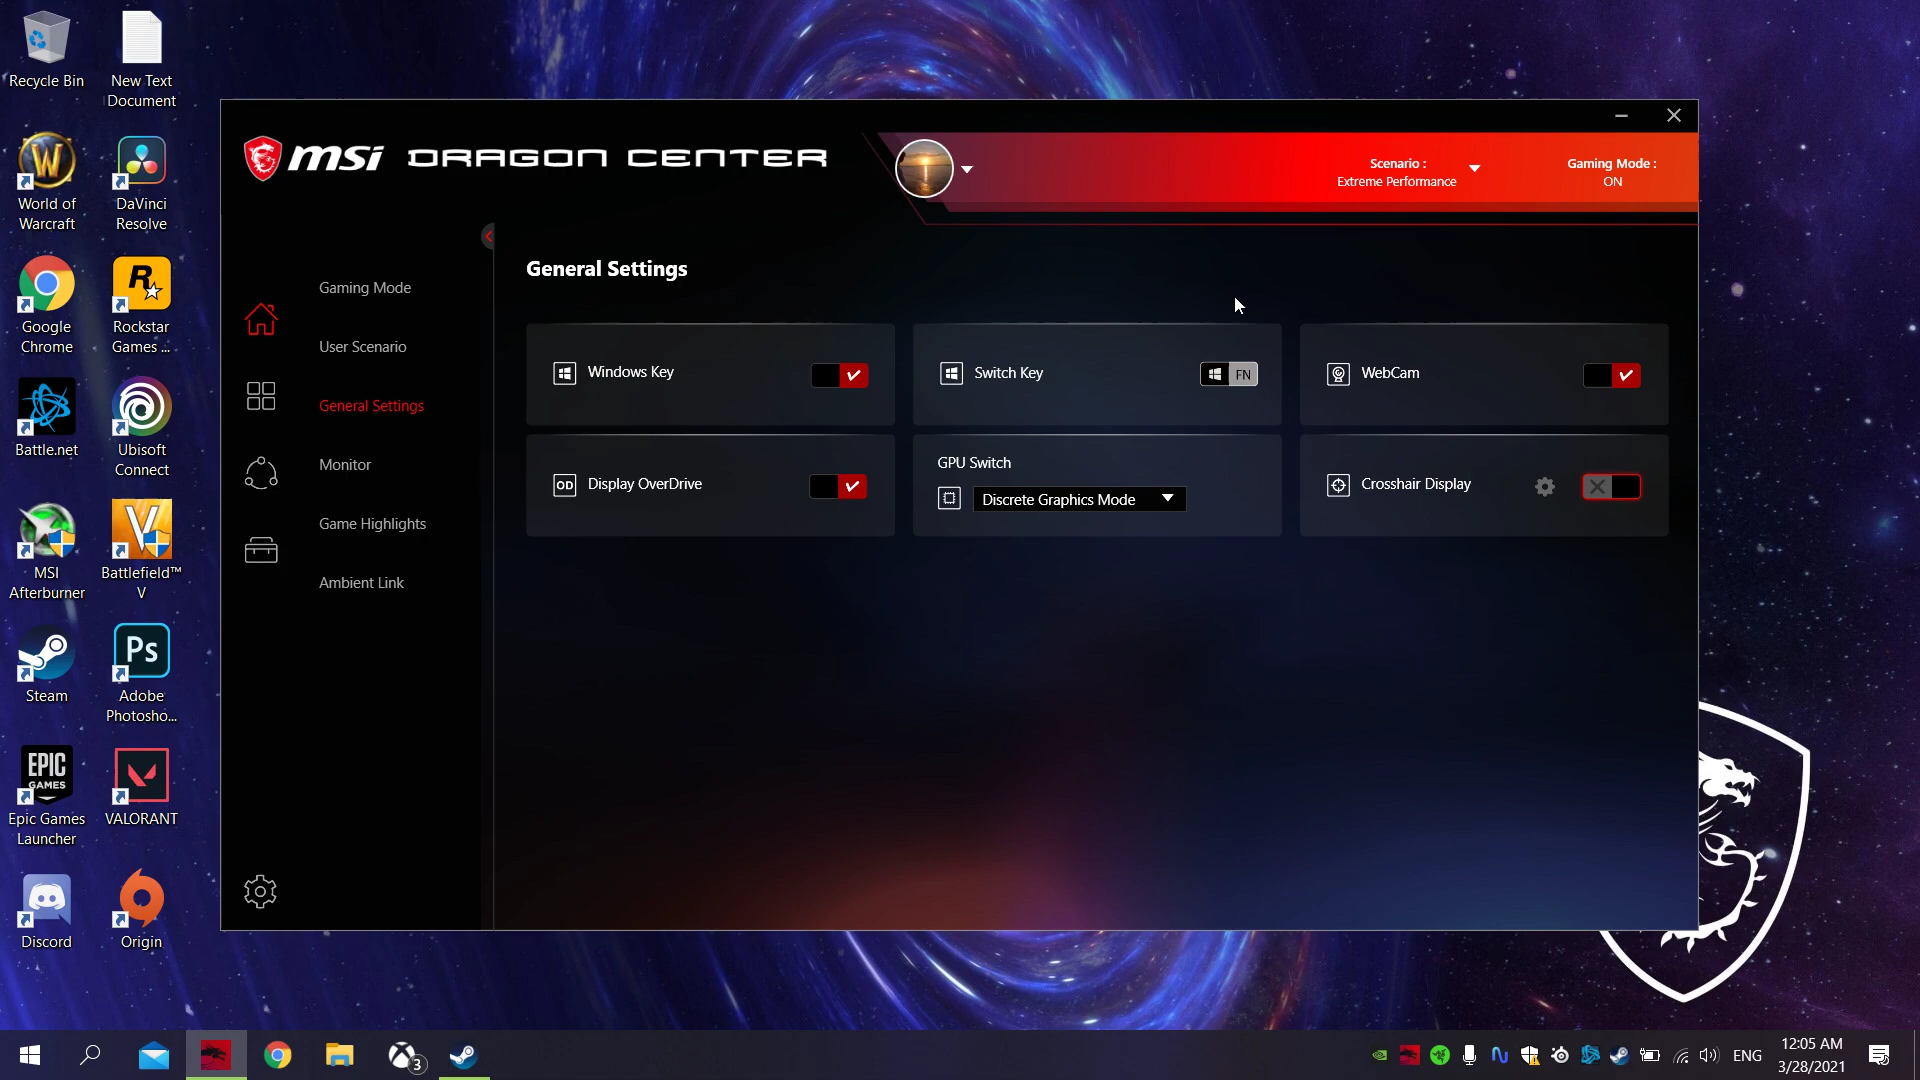 Recycle Bin
New Text
Document
World of
Warcraft
DaVinci
Resolve
Google
Chrome
Rockstar
Games ...
Battle.net
Ubisoft
Connect
MSI
Afterburner
Battlefield™
V
Steam
Ps
Adobe
Photosho...
EPIC
GAMES
Epic Games
Launcher
VALORANT
Discord
Origin
msi DRAGON CENTER
Scenario :
Extreme Performance
Gaming Mode :
ON
Gaming Mode
User Scenario
General Settings
Monitor
Game Highlights
Ambient Link
General Settings
Windows Key
Switch Key
FN
WebCam
OD
Display OverDrive
GPU Switch
Discrete Graphics Mode
Crosshair Display
3
ENG
12:05 AM
3/28/2021